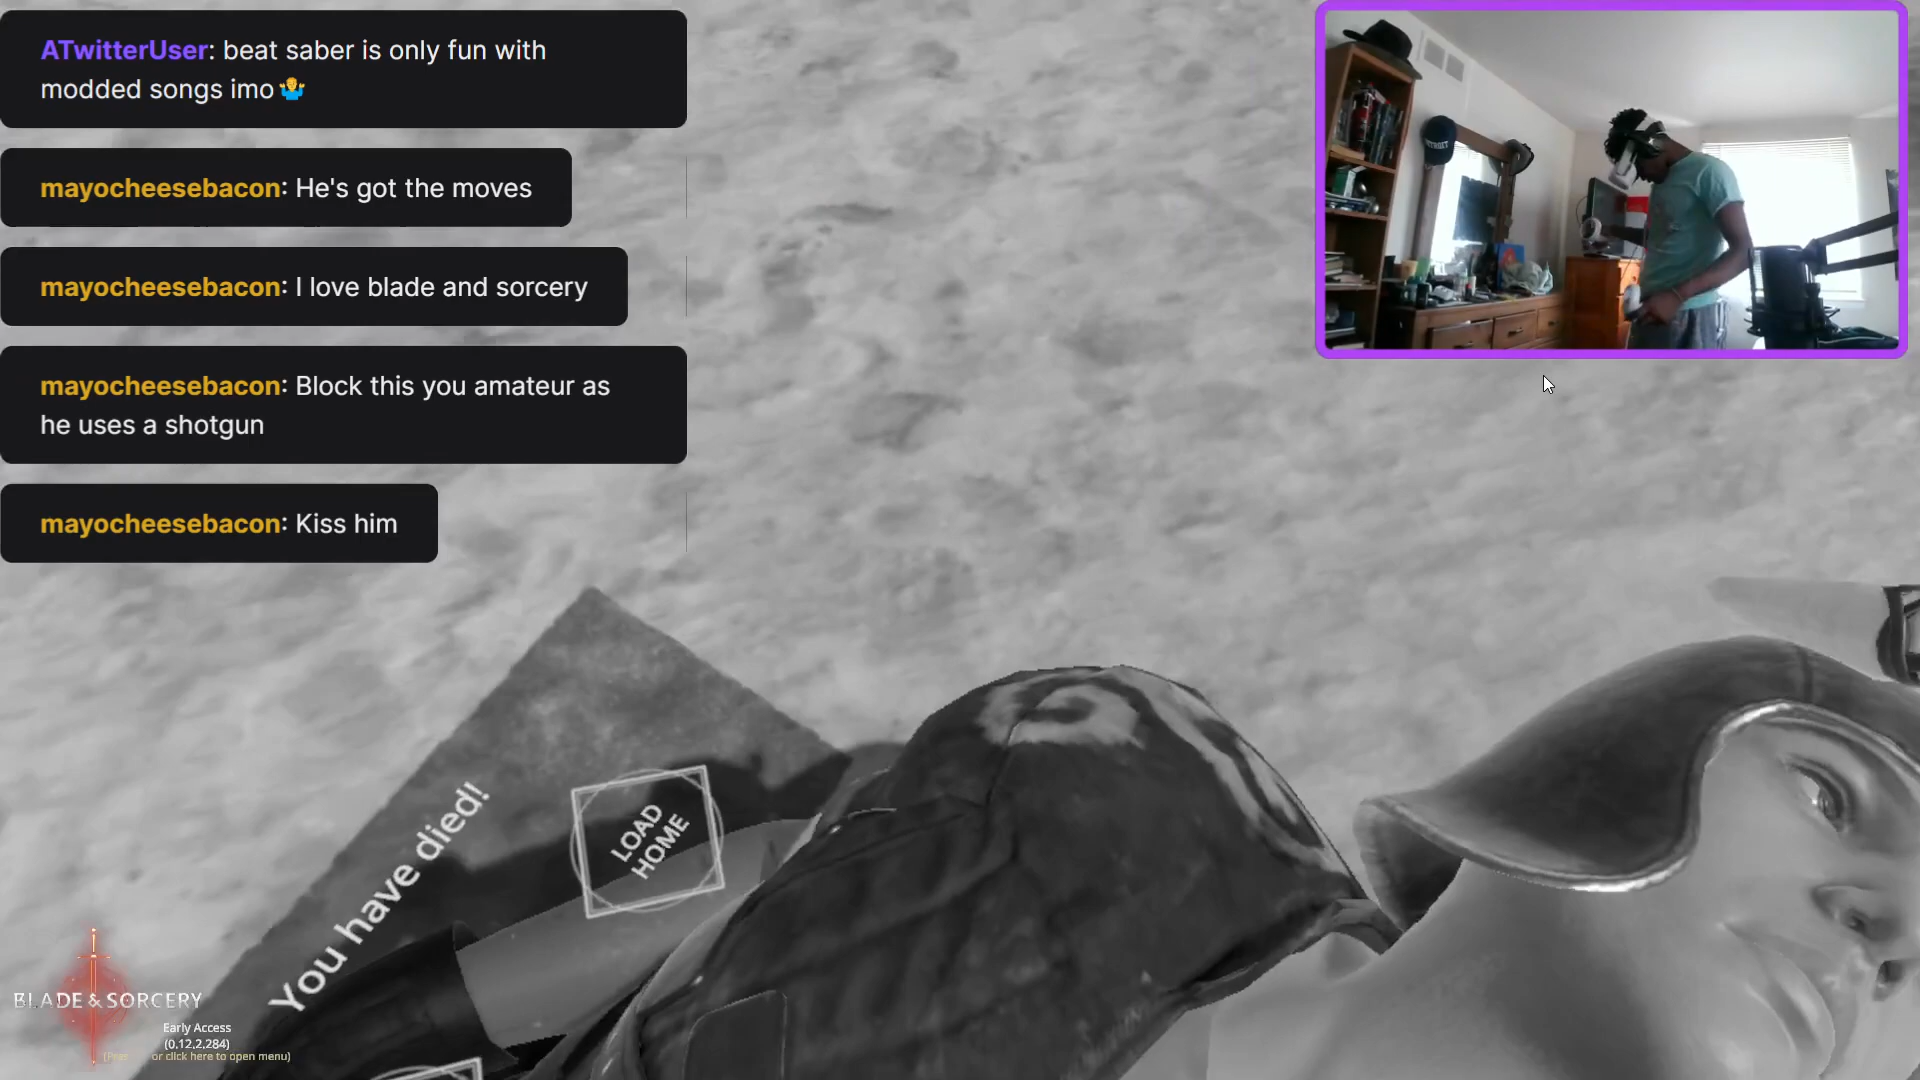 ATwitterUser: beat saber is only fun with
modded songs imo🤷‍♂️
mayocheesebacon: He's got the moves
mayocheesebacon: I love blade and sorcery
mayocheesebacon: Block this you amateur as
he uses a shotgun
mayocheesebacon: Kiss him
You have died!
LOAD
HOME
BLADE & SORCERY
Early Access
(0.12.2.284)
or click here to open menu)